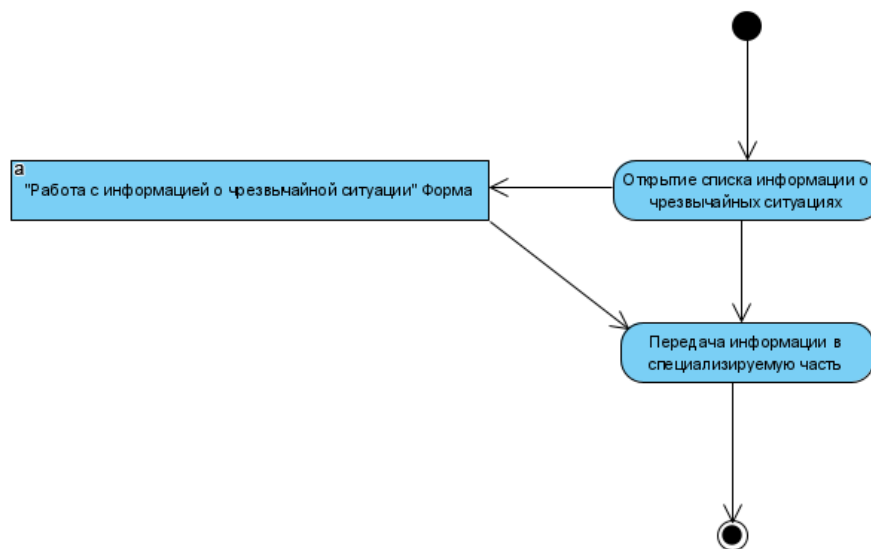 a
"Работа с информацией о чрезвычайной ситуации" Форма
Открытие списка информации о
чрезвычайных ситуациях
Передача информации в
специализируемую часть